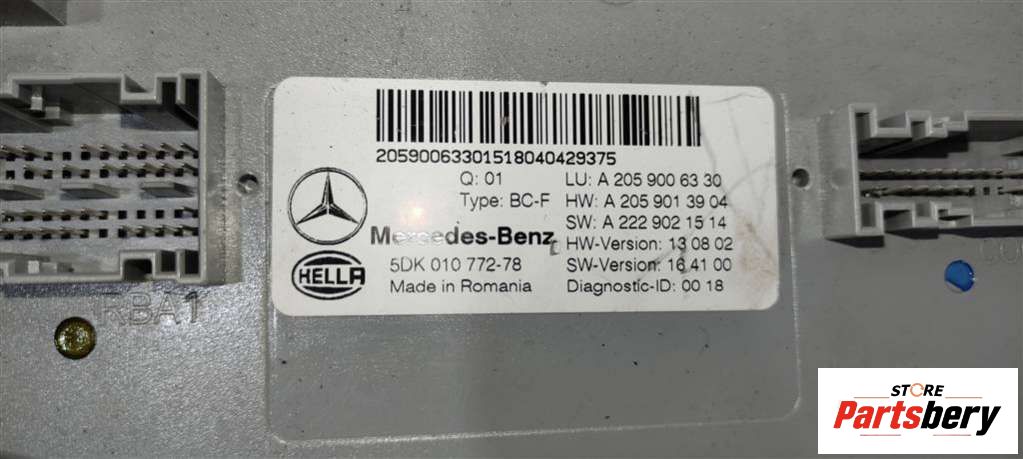 20590063301518040429375
Q: 01
LU: A 205 900 63 30
Type: BC-F
HW: A 205 901 39 04
SW: A 222 902 15 14
Mercedes-Benz
HW-Version: 13 08 02
HELLA
5DK 010 772-78
SW-Version: 16 41 00
Made in Romania
Diagnostic-ID: 00 18
RBA1
STORE
Partsbery